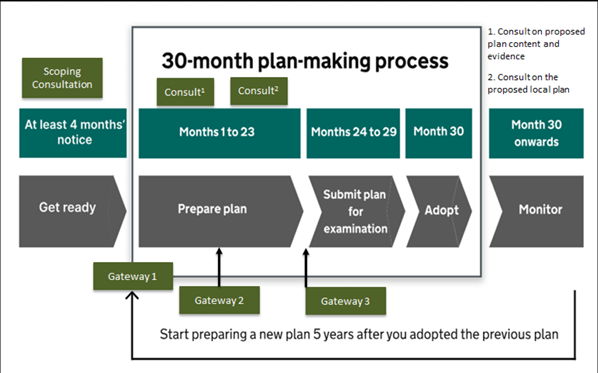 1. Consult on proposed
plan content and
evidence
2. Consult on the
proposed local plan
30-month plan-making process
Scoping
Consultation
Consult¹
Consult²
At least 4 months’
notice
Months 1 to 23
Months 24 to 29
Month 30
Month 30
onwards
Get ready
Prepare plan
Submit plan
for
examination
Adopt
Monitor
Gateway 1
Gateway 2
Gateway 3
Start preparing a new plan 5 years after you adopted the previous plan